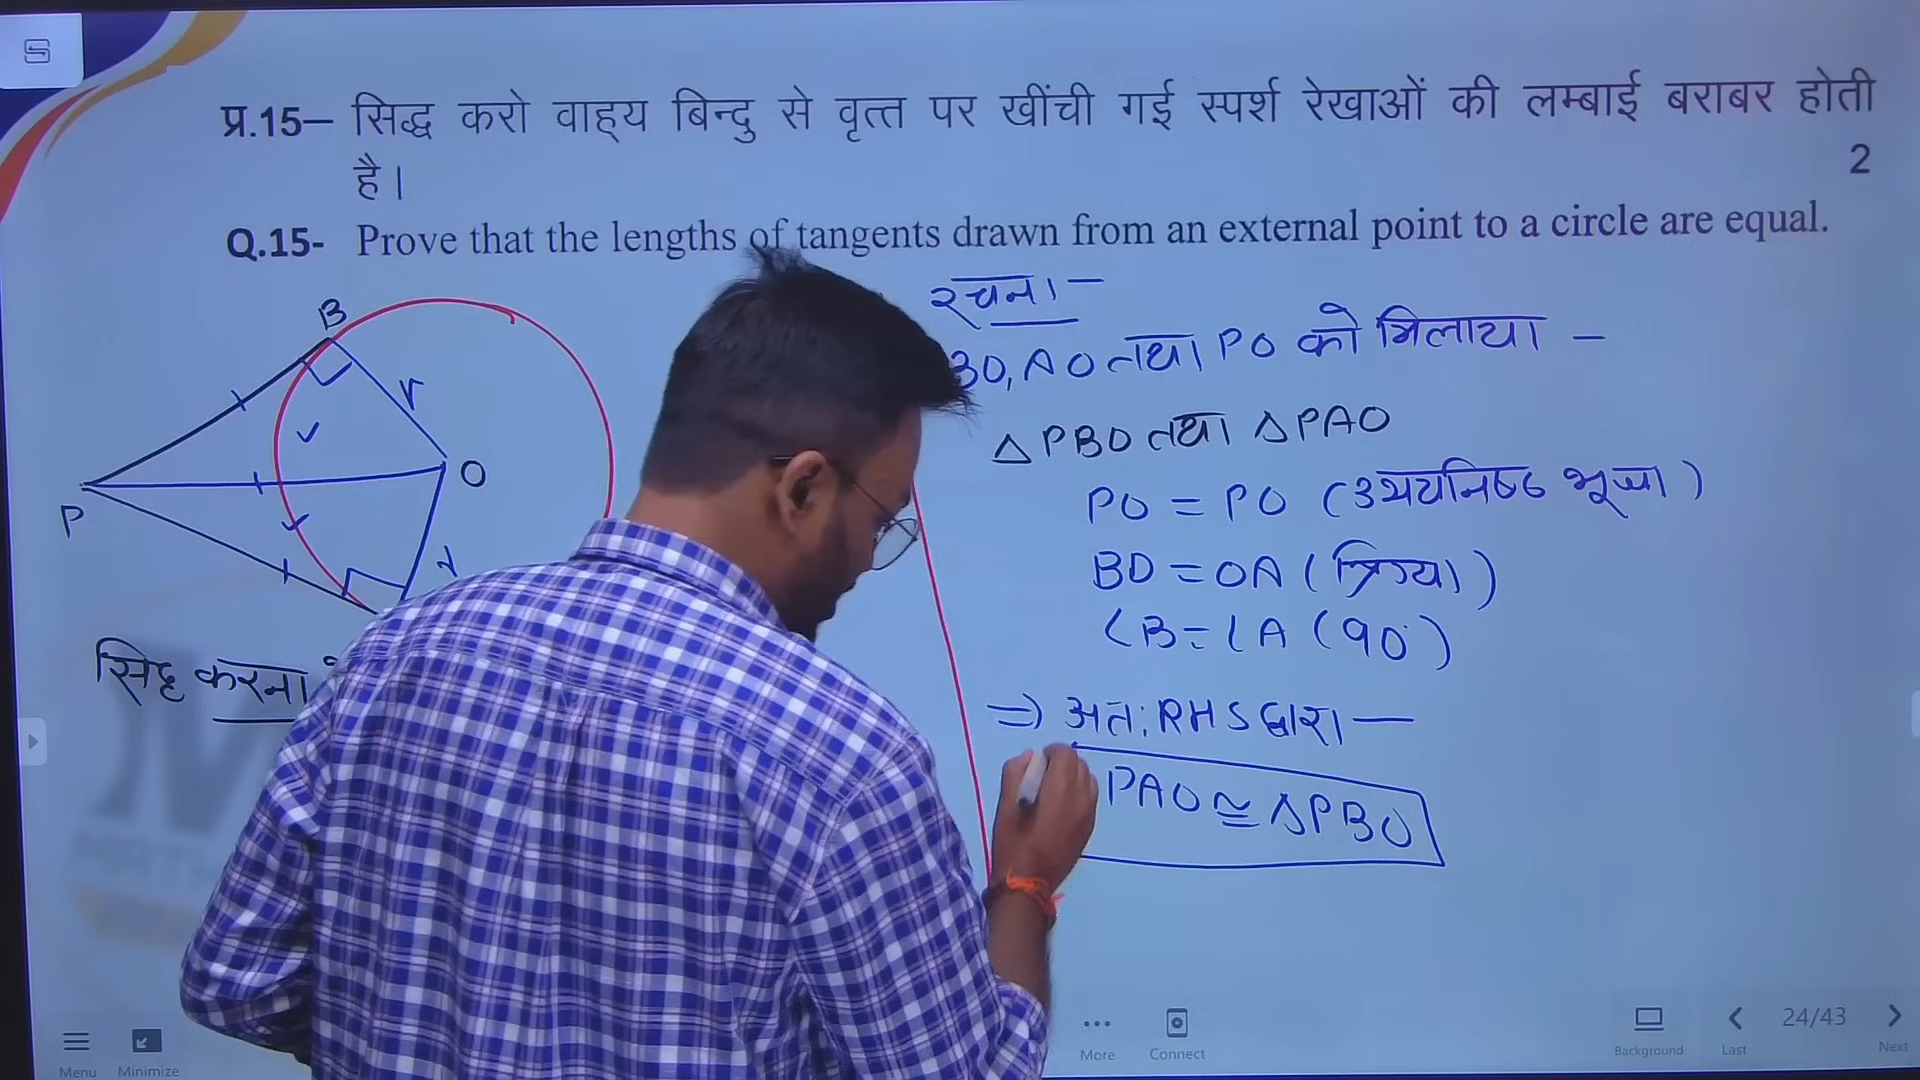 प्र.15– सिद्ध करो वाह्य बिन्दु से वृत्त पर खींची गई स्पर्श रेखाओं की लम्बाई बराबर होती
है।
2
Q.15- Prove that the lengths of tangents drawn from an external point to a circle are equal.
B
r
O
P
r
सिद्ध करना
रचना –
BO, AO तथा PO को मिलाया –
△PBO तथा △PAO
PO = PO (उभयनिष्ठ भूजा)
BO = OA (त्रिज्या)
∠B = ∠A (90°)
⇒ अत: RHS द्वारा —
PAO ≅ △PBO
Menu
Minimize
More
Connect
Background
Last
24/43
Next